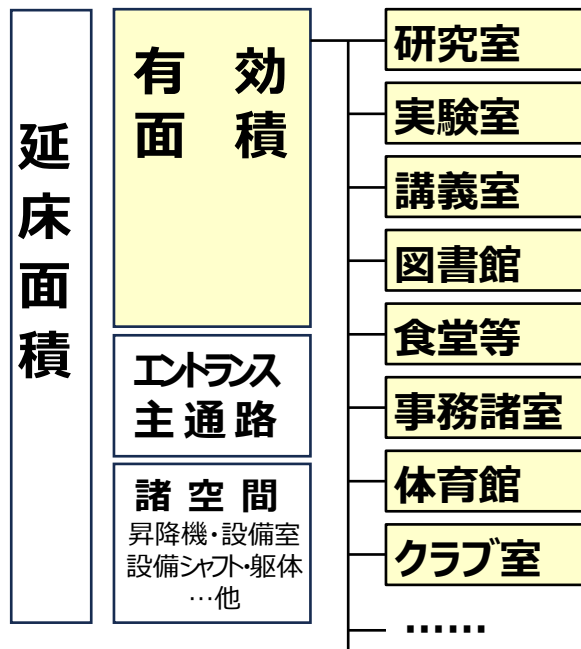 延床面積
有効
面積
エントランス
主通路
諸空間
昇降機・設備室
設備シャフト・躯体
…他
研究室
実験室
講義室
図書館
食堂等
事務諸室
体育館
クラブ室
……